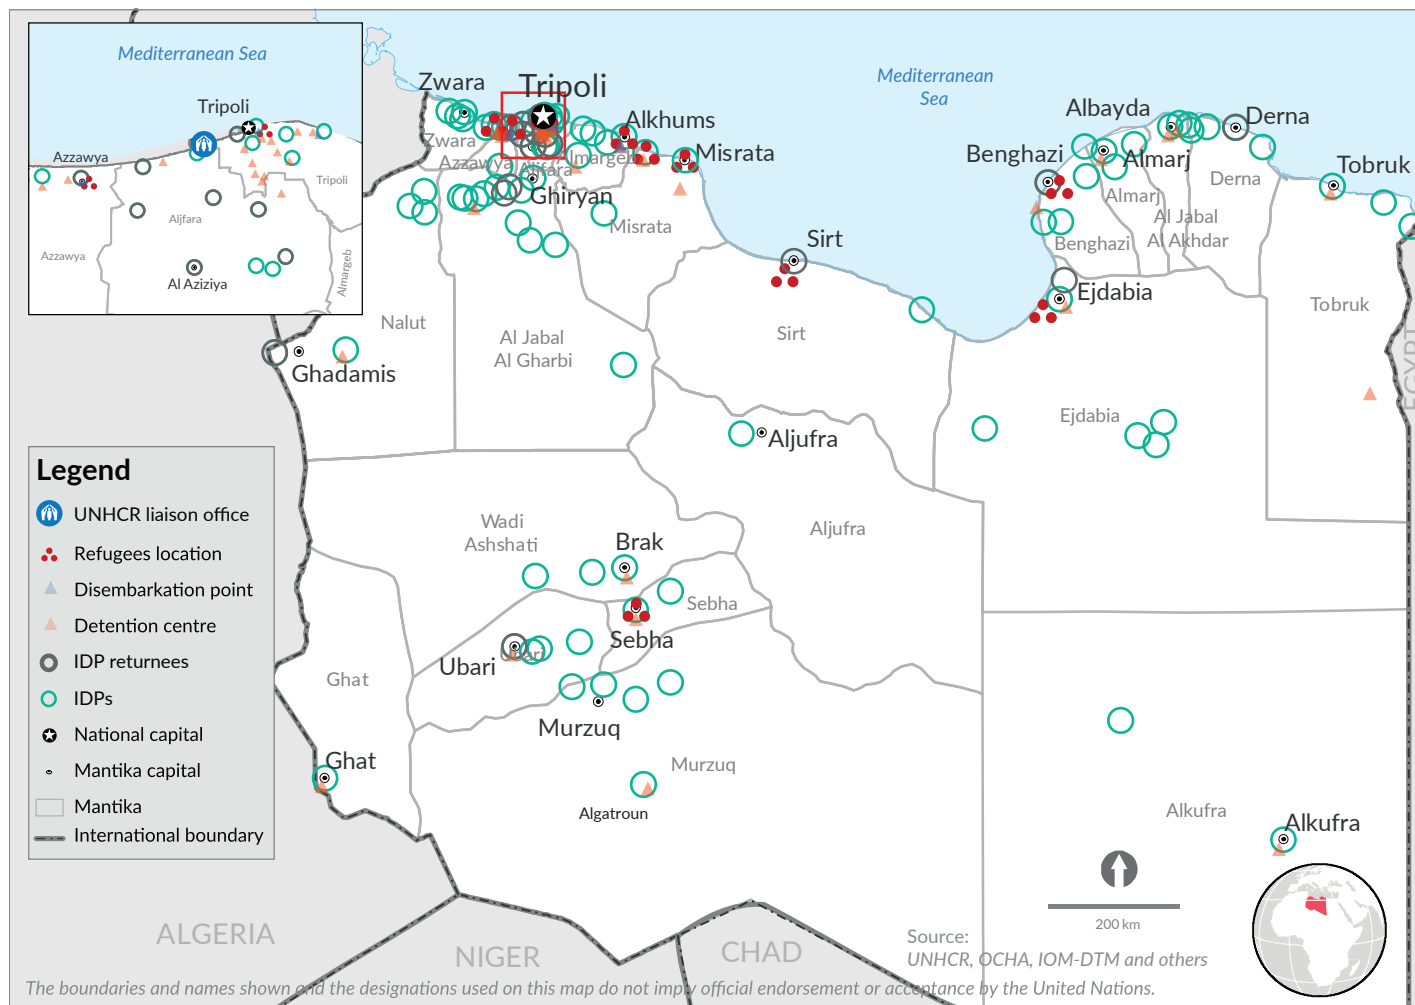 Mediterranean Sea
Tripoli
Azzawya
Tripoli
Aljfara
Azzawya
Almargeb
Al Aziziya
Mediterranean
Sea
Zwara
Tripoli
Alkhums
Misrata
Zwara
Azzawya
Almargeb
Aljfara
Ghiryan
Misrata
Albayda
Derna
Benghazi
Almarj
Tobruk
Derna
Almarj
Al Jabal
Al Akhdar
Benghazi
Sirt
Ejdabia
Tobruk
EGYPT
Nalut
Al Jabal
Al Gharbi
Sirt
Ghadamis
Ejdabia
Aljufra
Legend
UNHCR liaison office
Refugees location
Disembarkation point
Detention centre
IDP returnees
IDPs
National capital
Mantika capital
Mantika
International boundary
Wadi
Ashshati
Brak
Aljufra
Sebha
Sebha
Ubari
Ubari
Ghat
Murzuq
Ghat
Murzuq
Algatroun
Alkufra
Alkufra
200 km
ALGERIA
NIGER
CHAD
Source:
UNHCR, OCHA, IOM-DTM and others
The boundaries and names shown and the designations used on this map do not imply official endorsement or acceptance by the United Nations.